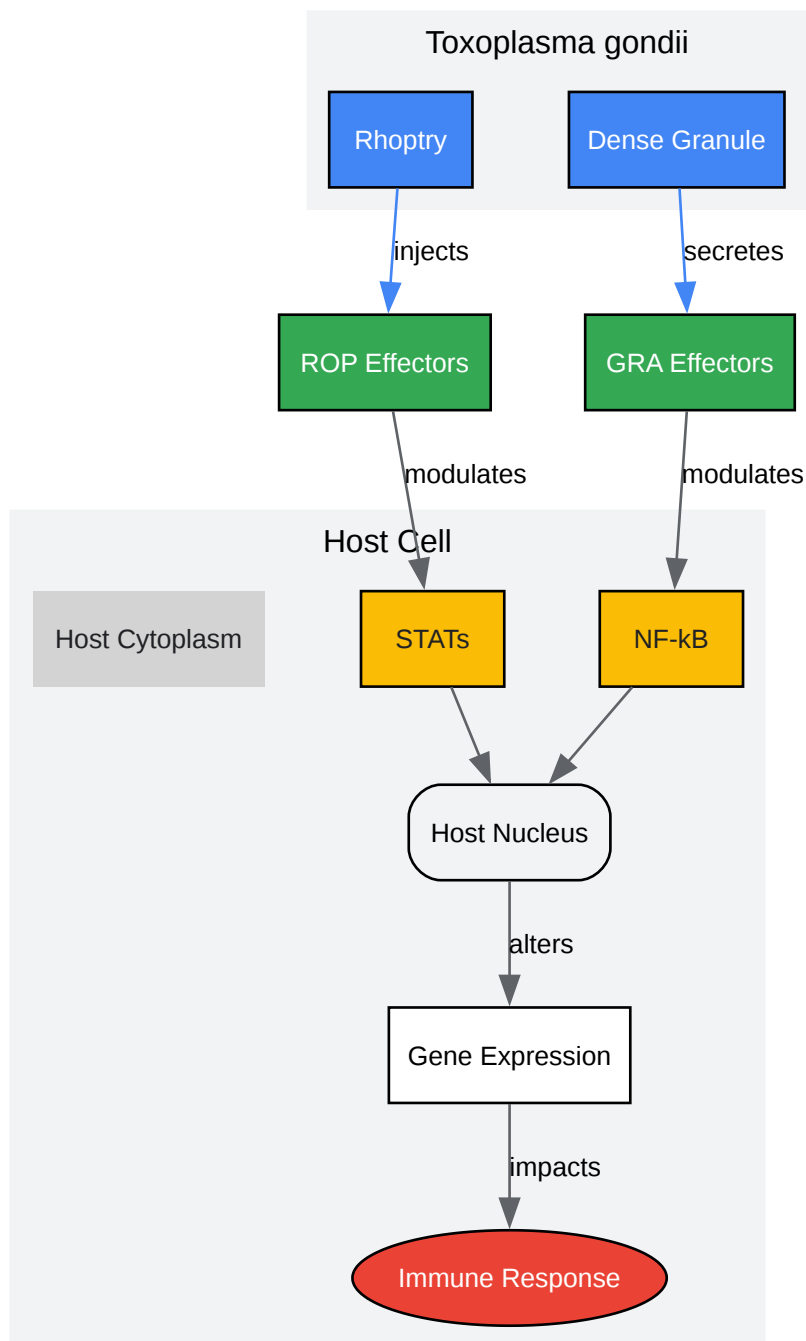 Toxoplasma gondii
Rhoptry
Dense Granule
injects
secretes
ROP Effectors
GRA Effectors
modulates
modulates
Host Cell
Host Cytoplasm
STATs
NF-kB
Host Nucleus
alters
Gene Expression
impacts
Immune Response